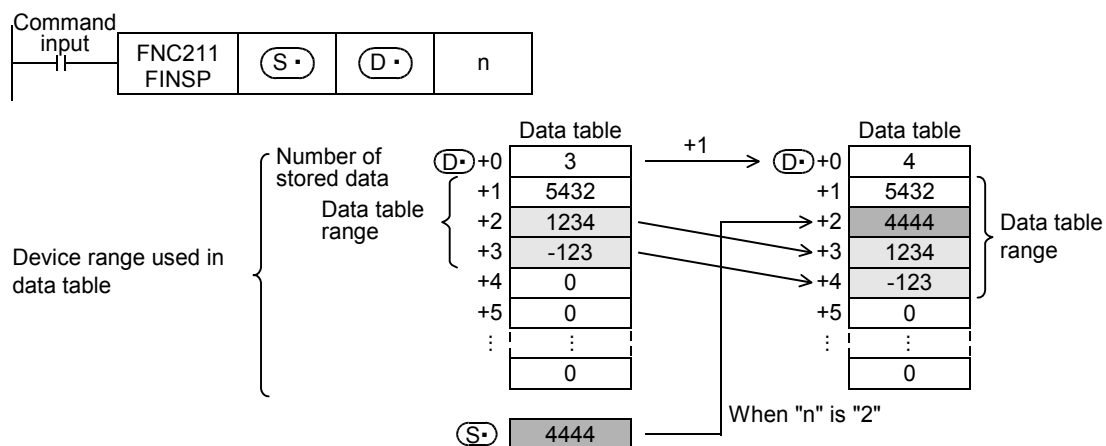 Command
input
FNC211
FINSP
S・
D・
n
Data table
Data table
Number of
stored data
D・ +0
3
+1
D・ +0
4
+1
5432
+1
5432
Data table
range
+2
1234
+2
4444
Data table
range
+3
-123
+3
1234
Device range used in
data table
+4
0
+4
-123
+5
0
+5
0
⋮
⋮
⋮
⋮
0
0
When "n" is "2"
S・
4444